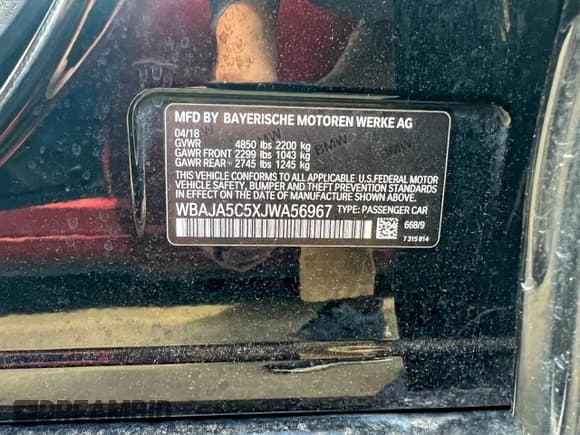 MFD BY BAYERISCHE MOTOREN WERKE AG
04/18
GVWR 4850 lbs 2200 kg
GAWR FRONT 2299 lbs 1043 kg
GAWR REAR 2745 lbs 1245 kg
THIS VEHICLE CONFORMS TO ALL APPLICABLE U.S.FEDERAL MOTOR
VEHICLE SAFETY, BUMPER AND THEFT PREVENTION STANDARDS
IN EFFECT ON THE DATE OF MANUFACTURE SHOWN ABOVE.
WBAJA5C5XJWA56967 TYPE: PASSENGER CAR
668/9
7 315 814
BMW
BMW
DREAMBID